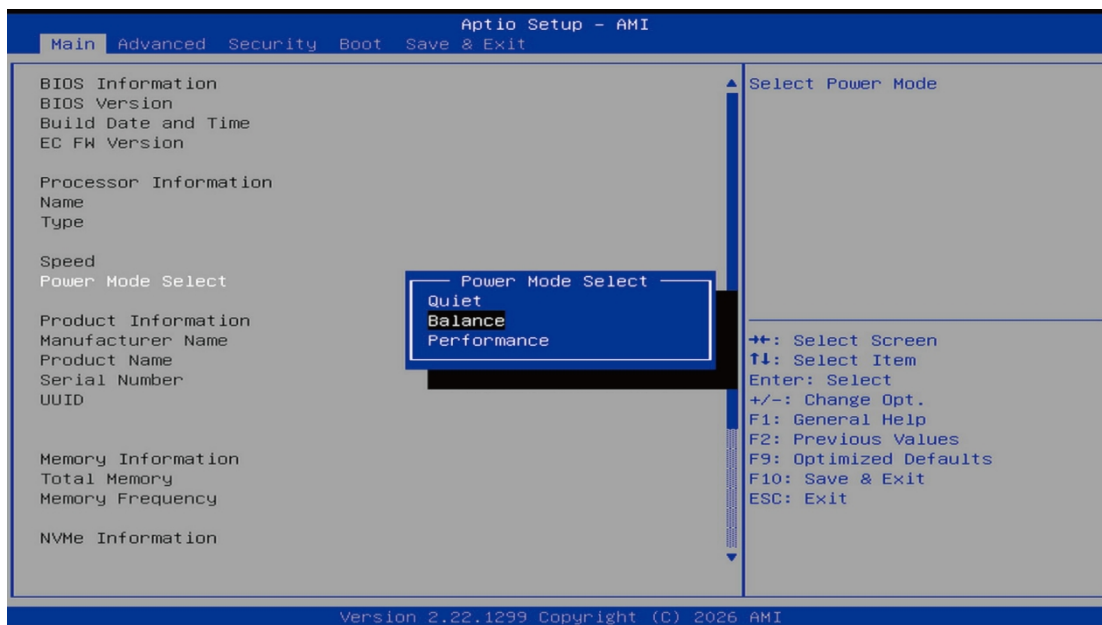 Aptio Setup – AMI
Main Advanced Security Boot Save & Exit
BIOS Information
BIOS Version
Build Date and Time
EC FW Version
Processor Information
Name
Type
Speed
Power Mode Select
Product Information
Manufacturer Name
Product Name
Serial Number
UUID
Memory Information
Total Memory
Memory Frequency
NVMe Information
Power Mode Select
Quiet
Balance
Performance
Select Power Mode
→←: Select Screen
↑↓: Select Item
Enter: Select
+/-: Change Opt.
F1: General Help
F2: Previous Values
F9: Optimized Defaults
F10: Save & Exit
ESC: Exit
Version 2.22.1299 Copyright (C) 2026 AMI